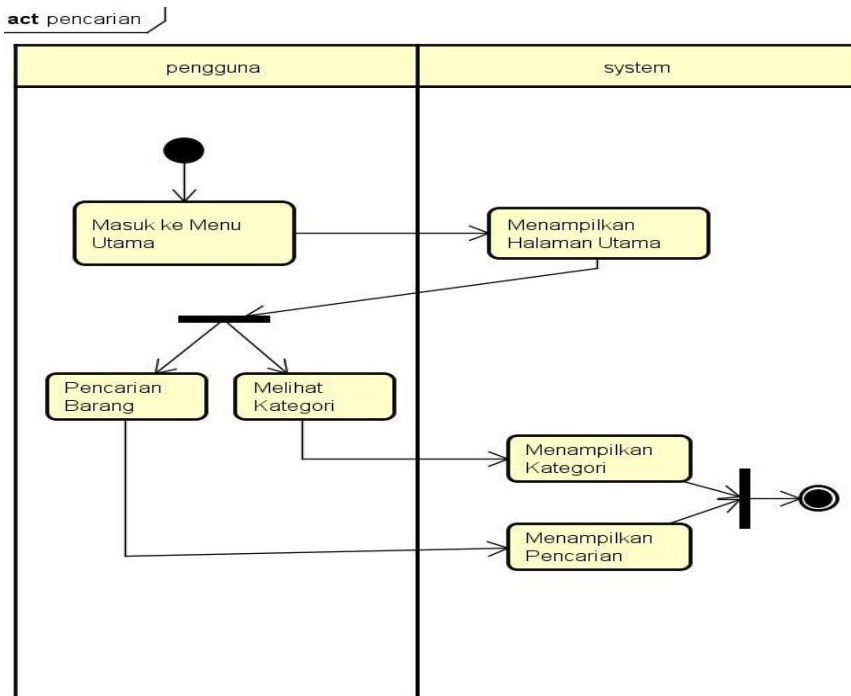 act pencarian
pengguna
system
Masuk ke Menu
Utama
Menampilkan
Halaman Utama
Pencarian
Barang
Melihat
Kategori
Menampilkan
Kategori
Menampilkan
Pencarian